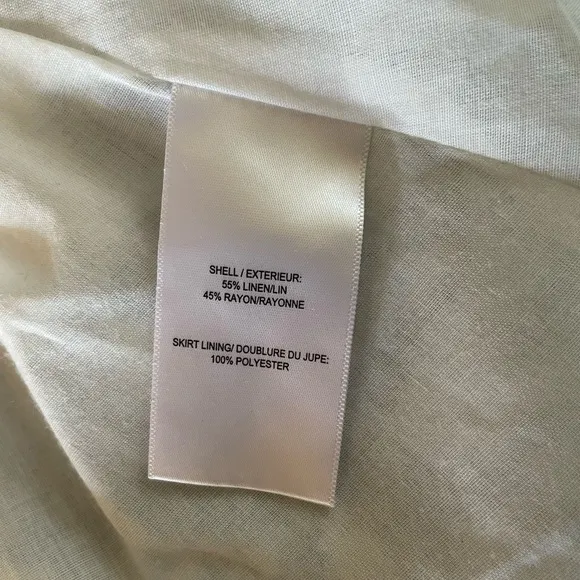 SHELL / EXTERIEUR:
55% LINEN/LIN
45% RAYON/RAYONNE
SKIRT LINING/ DOUBLURE DU JUPE:
100% POLYESTER